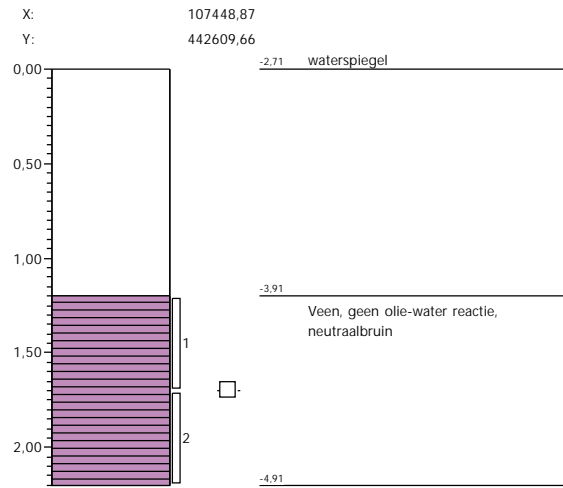 X: 107448,87
Y: 442609,66
0,00
-2,71 waterspiegel
0,50
1,00
-3,91
Veen, geen olie-water reactie,
neutraalbruin
1
1,50
2
2,00
-4,91